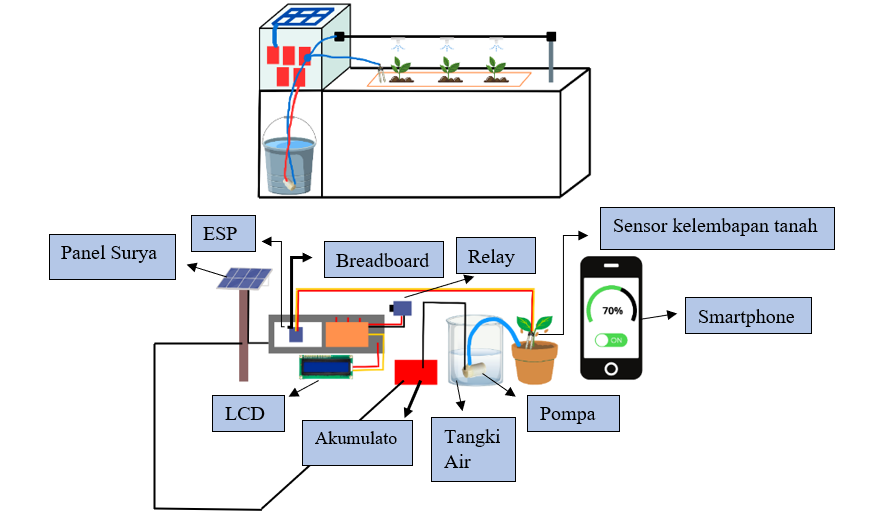 Sensor kelembapan tanah
ESP
Panel Surya
Breadboard
Relay
70%
ON
Smartphone
LCD
Akumulato
Tangki
Air
Pompa